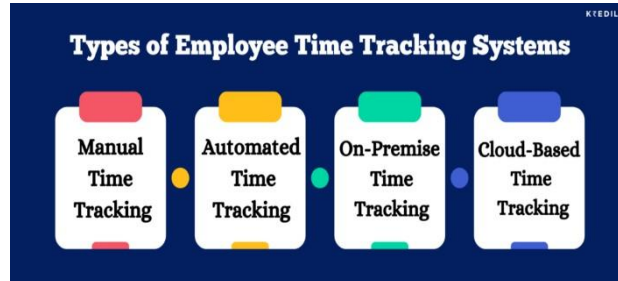 KREDILY
Types of Employee Time Tracking Systems
Manual
Time
Tracking
Automated
Time
Tracking
On-Premise
Time
Tracking
Cloud-Based
Time
Tracking